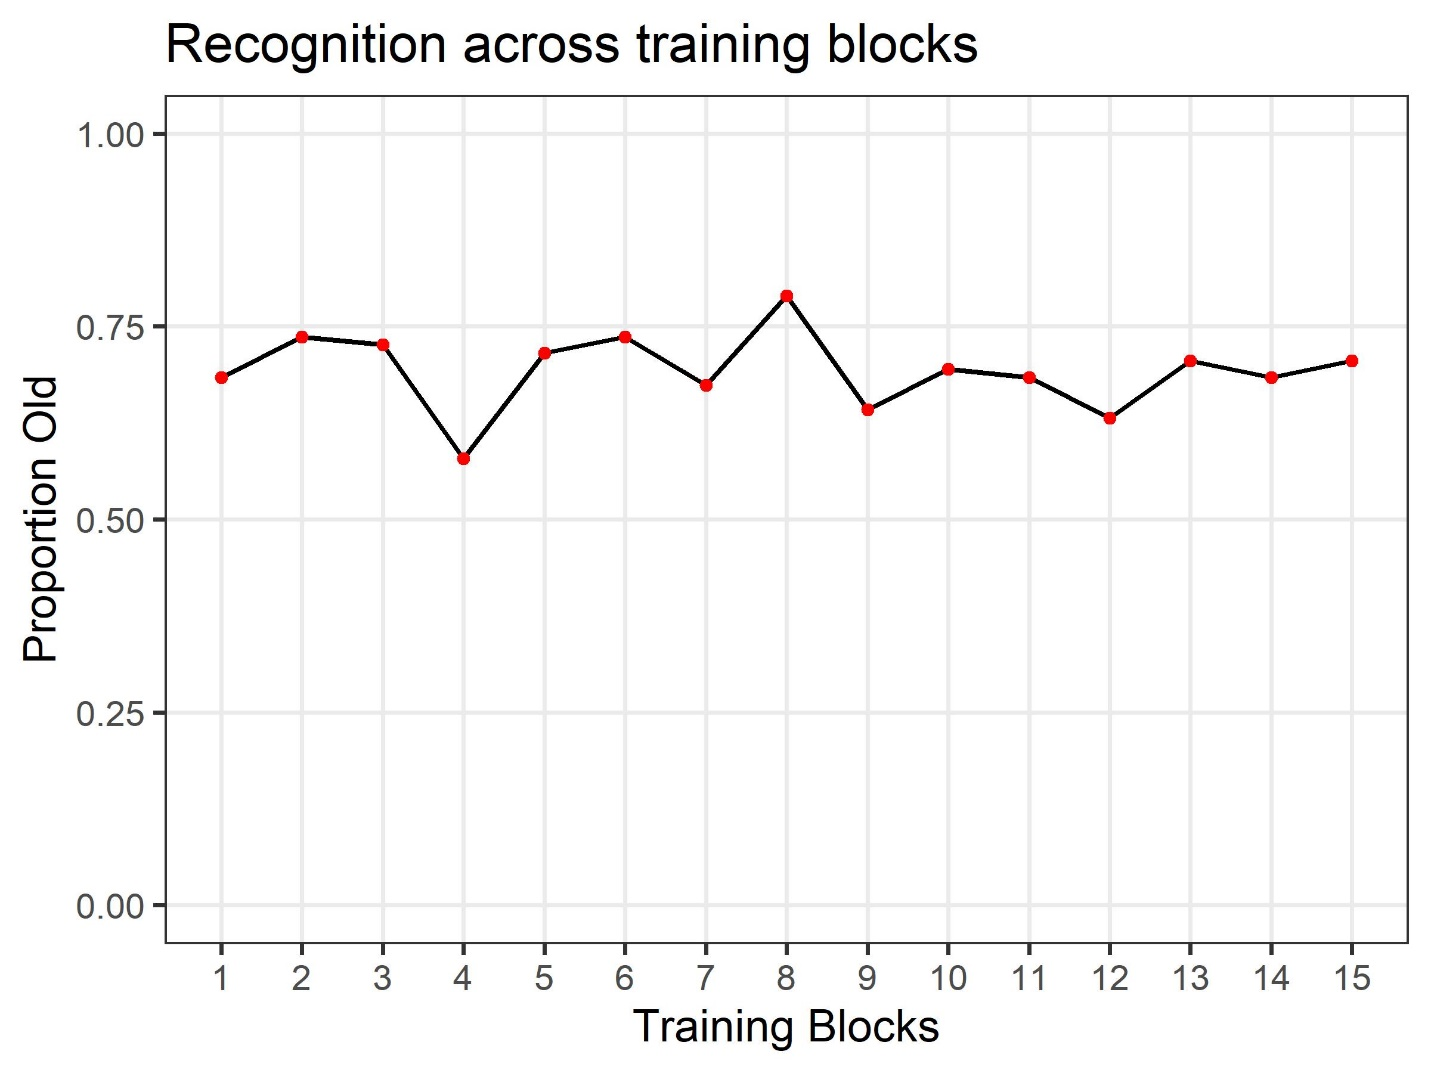 Recognition across training blocks
1.00
0.75
0.50
0.25
0.00
Proportion Old
1 2 3 4 5 6 7 8 9 10 11 12 13 14 15
Training Blocks